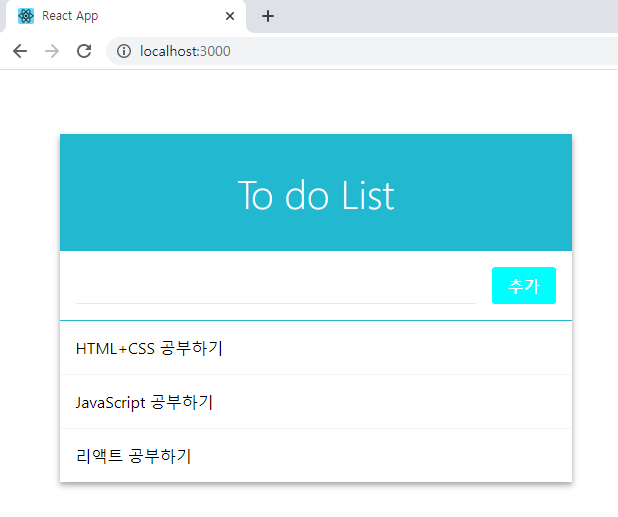 React App
localhost:3000
To do List
추가
HTML+CSS 공부하기
JavaScript 공부하기
리액트 공부하기